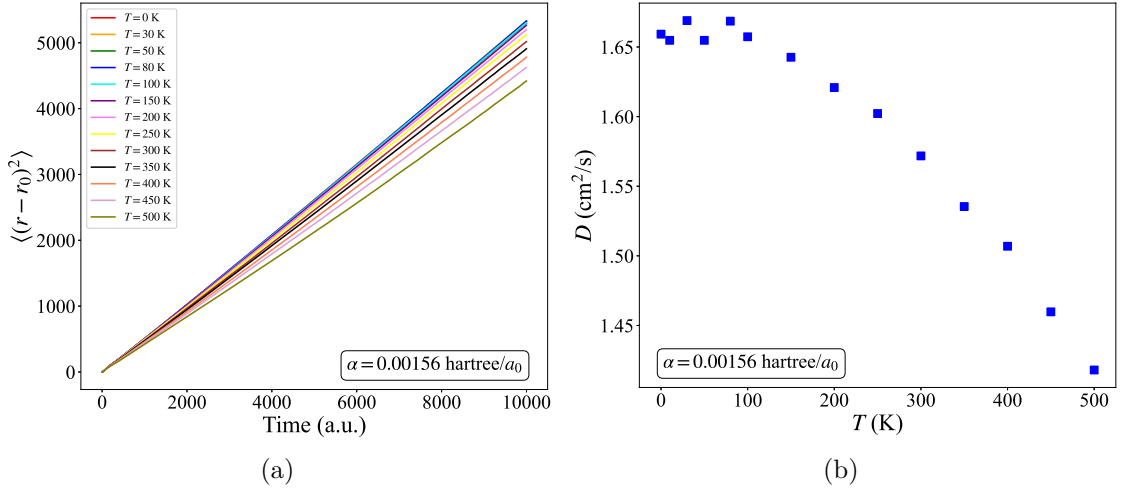 5000
4000
3000
2000
1000
0
⟨(r − r₀)²⟩
T = 0 K
T = 30 K
T = 50 K
T = 80 K
T = 100 K
T = 150 K
T = 200 K
T = 250 K
T = 300 K
T = 350 K
T = 400 K
T = 450 K
T = 500 K
α = 0.00156 hartree/a₀
0 2000 4000 6000 8000 10000
Time (a.u.)
(a)
1.65
1.60
1.55
1.50
1.45
D (cm²/s)
α = 0.00156 hartree/a₀
0 100 200 300 400 500
T (K)
(b)